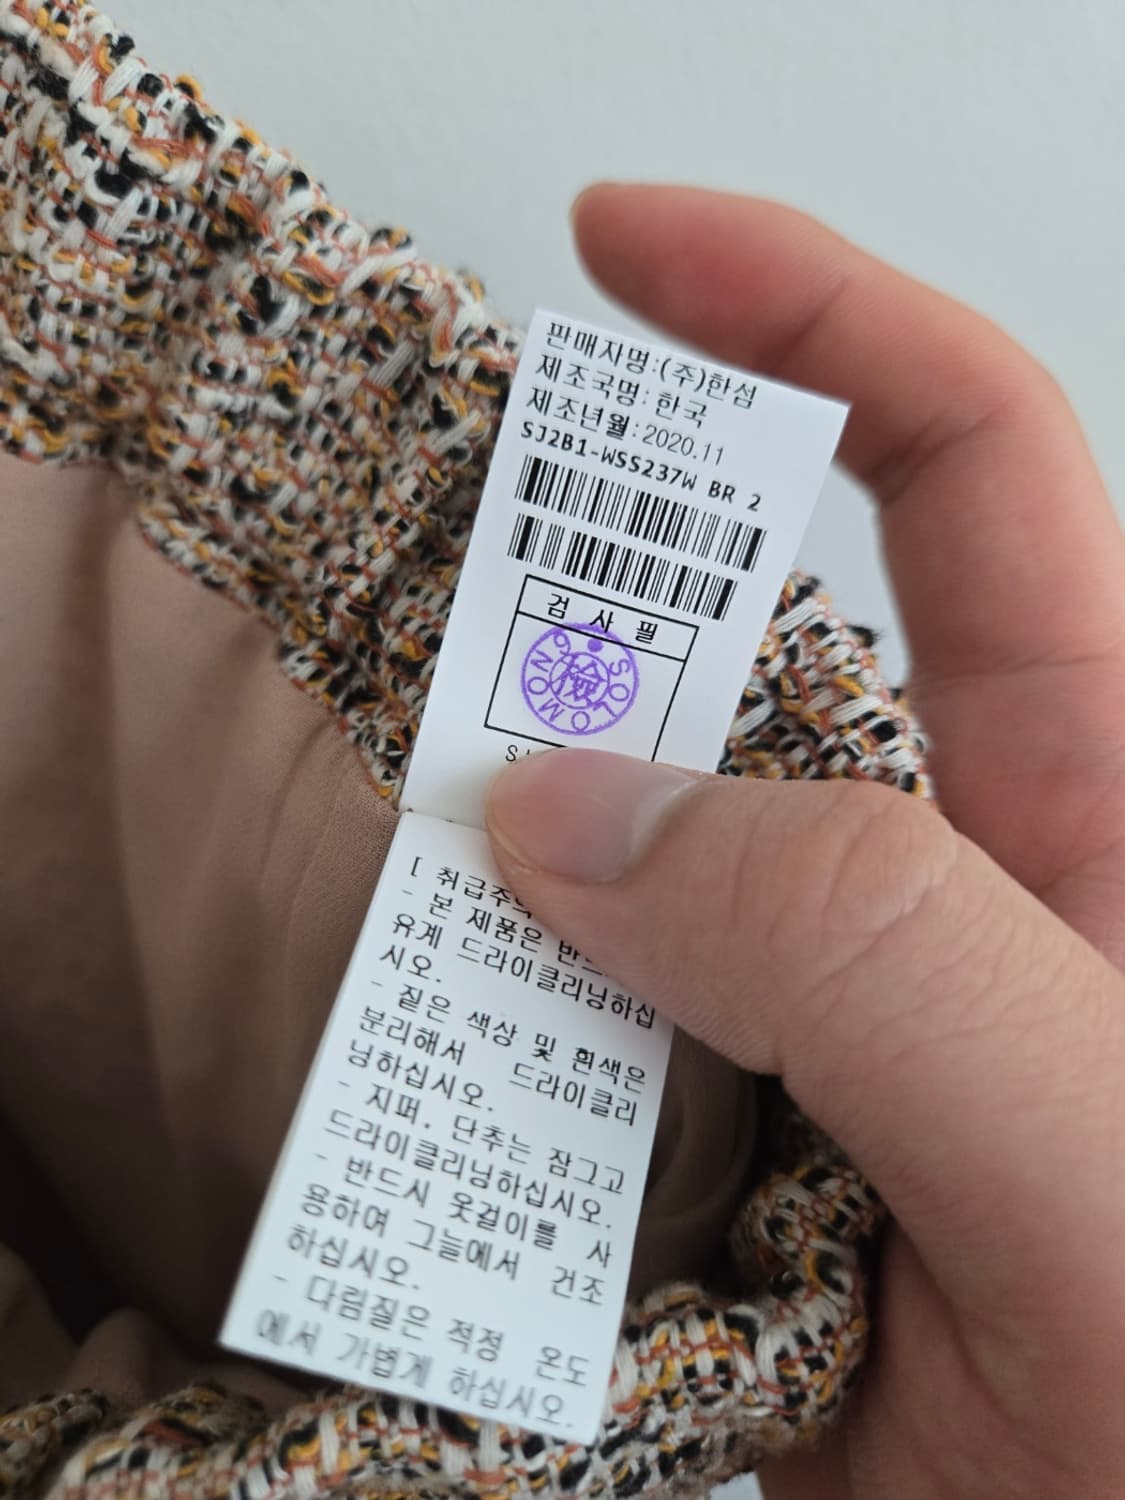 판매자명:(주)한섬
제조국명: 한국
제조년월:2020.11
SJ2B1-WSS237W BR 2
검 사 필
SOLOMON
檢
[ 취급주의
- 본 제품은 반드
유계 드라이클리닝하십
시오.
- 짙은 색상 및 흰색은
분리해서 드라이클리
닝하십시오.
- 지퍼. 단추는 잠그고
드라이클리닝하십시오.
- 반드시 옷걸이를 사
용하여 그늘에서 건조
하십시오.
- 다림질은 적정 온도
에서 가볍게 하십시오.